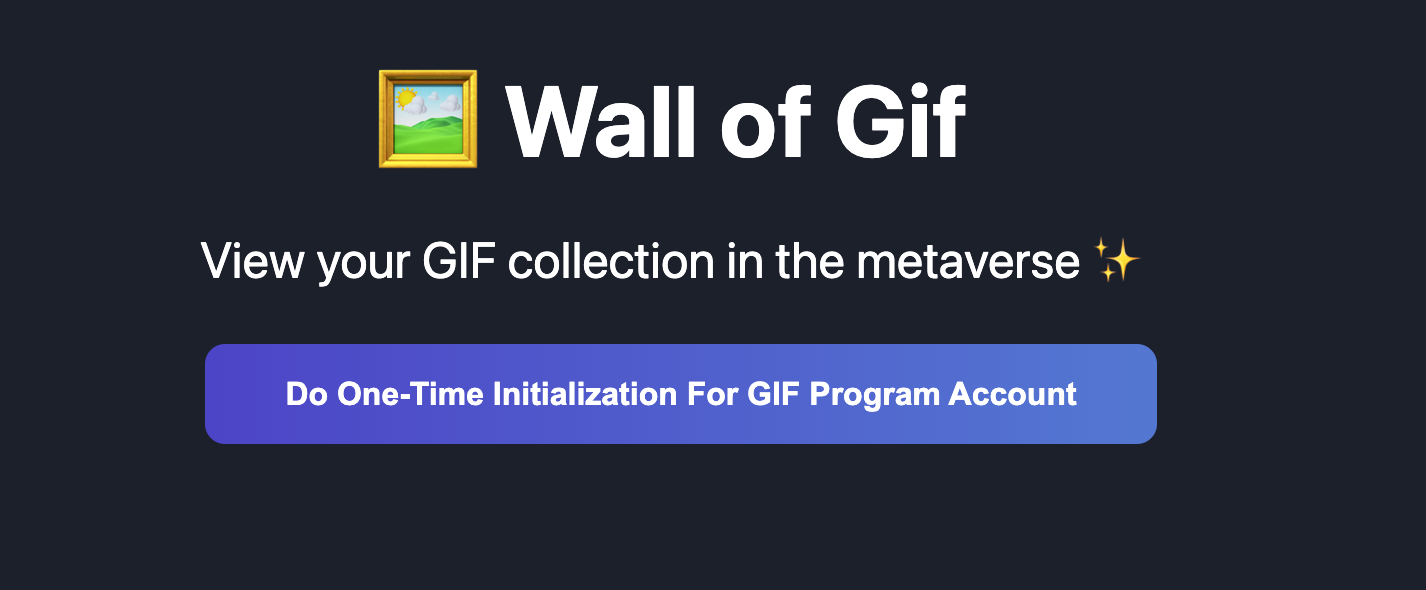 🖼 Wall of Gif
View your GIF collection in the metaverse ✨
Do One-Time Initialization For GIF Program Account